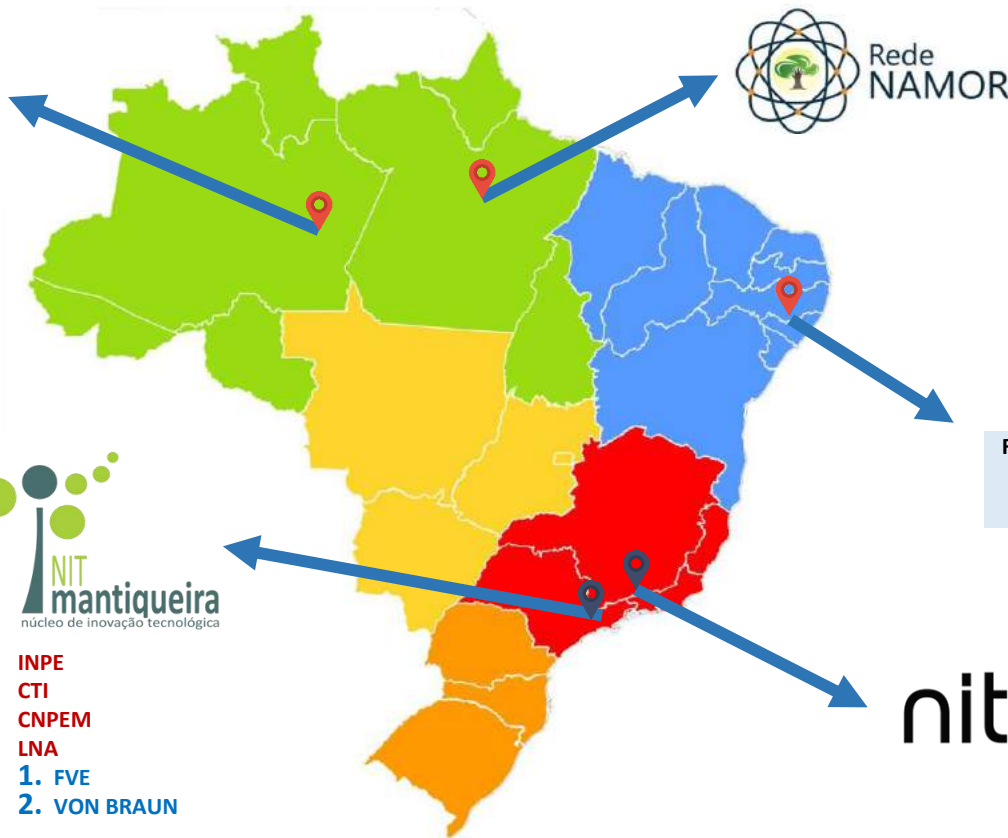 Rede
NAMOR
F
NIT
mantiqueira
núcleo de inovação tecnológica
INPE
CTI
CNPEM
LNA
1. FVE
2. VON BRAUN
nit